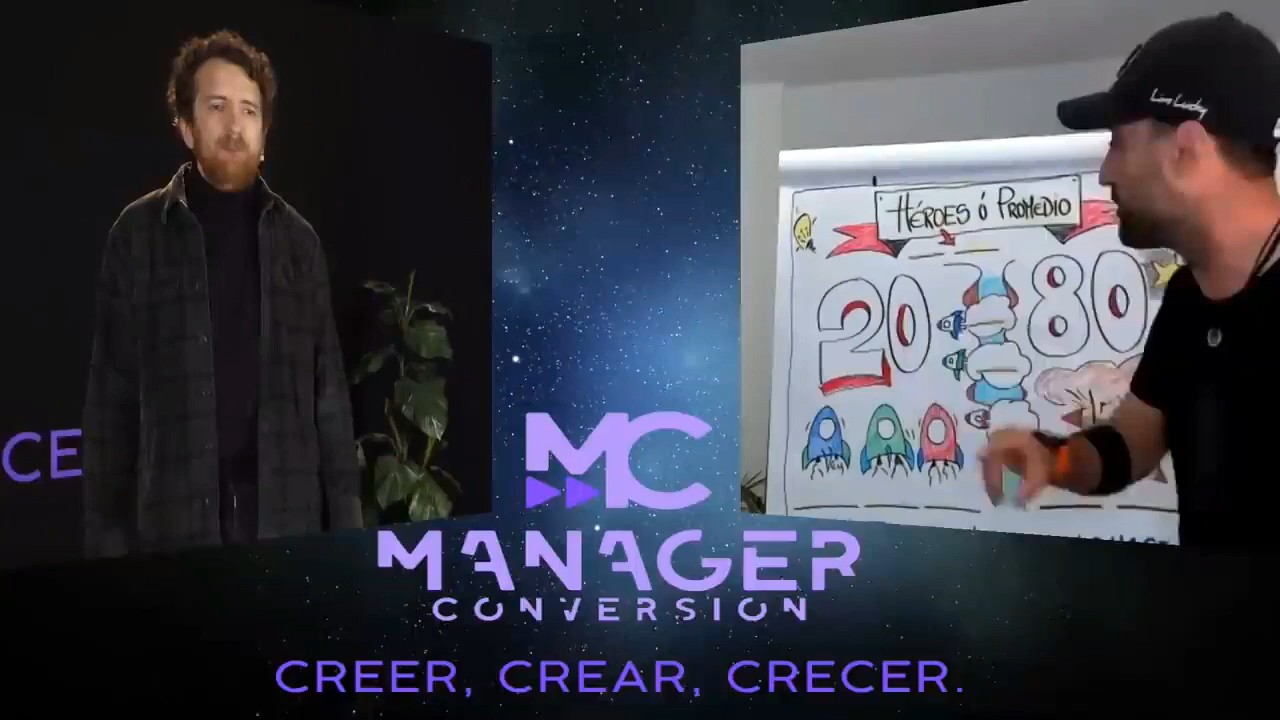 HÉROES Ó PROMEDIO
20 80
CE
MC
MANAGER
CONVERSION
CREER, CREAR, CRECER.